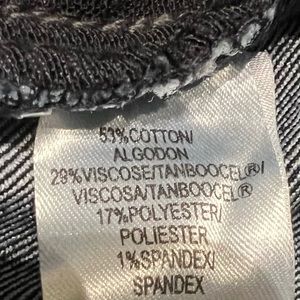 53%COTTON/
ALGODON
29%VISCOSE/TANBOOCEL®/
VISCOSA/TANBOOCEL®
17%POLYESTER/
POLIESTER
1%SPANDEX/
SPANDEX